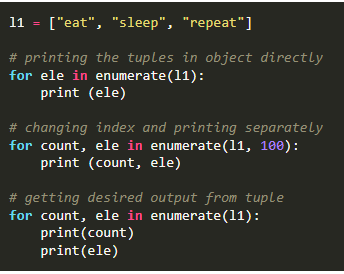 l1 = ["eat", "sleep", "repeat"]

# printing the tuples in object directly
for ele in enumerate(l1):
    print (ele)

# changing index and printing separately
for count, ele in enumerate(l1, 100):
    print (count, ele)

# getting desired output from tuple
for count, ele in enumerate(l1):
    print(count)
    print(ele)